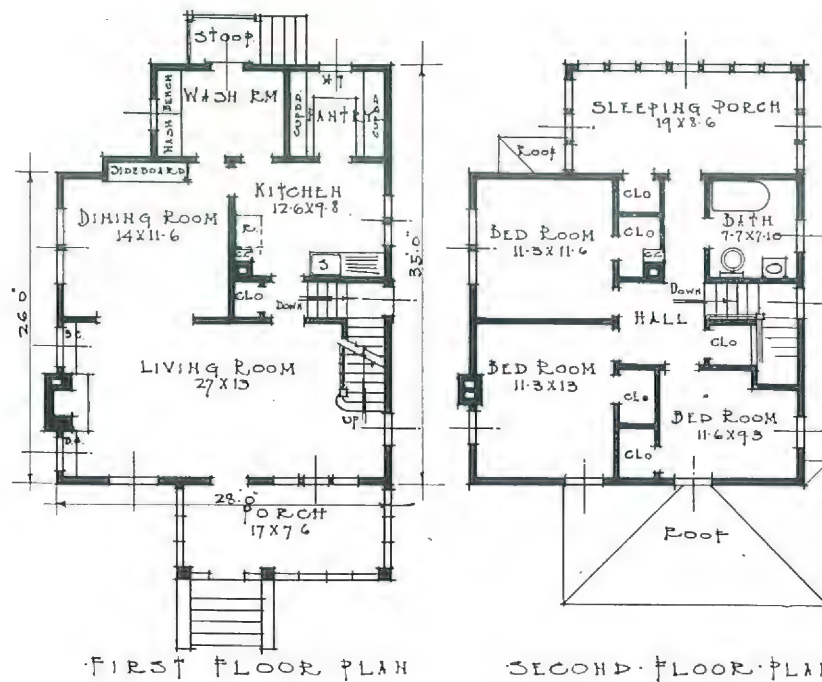 STOOP
WASH RM
WASH BENCH
CUPB'D.
PANTRY
SIDEBOARD
DINING ROOM
14X11-6
KITCHEN
12-6X9-8
R.
S
CLO
DOWN
LIVING ROOM
27X13
UP
26'-0"
35'-0"
28'-0"
PORCH
17X7-6
FIRST FLOOR PLAN
SLEEPING PORCH
19X8-6
ROOF
CLO
CLO
BED ROOM
11-3X11-6
BATH
7-7X7-10
DOWN
HALL
CLO
BED ROOM
11-3X13
CLO
CLO
BED ROOM
11-6X9-3
ROOF
SECOND FLOOR PLAN